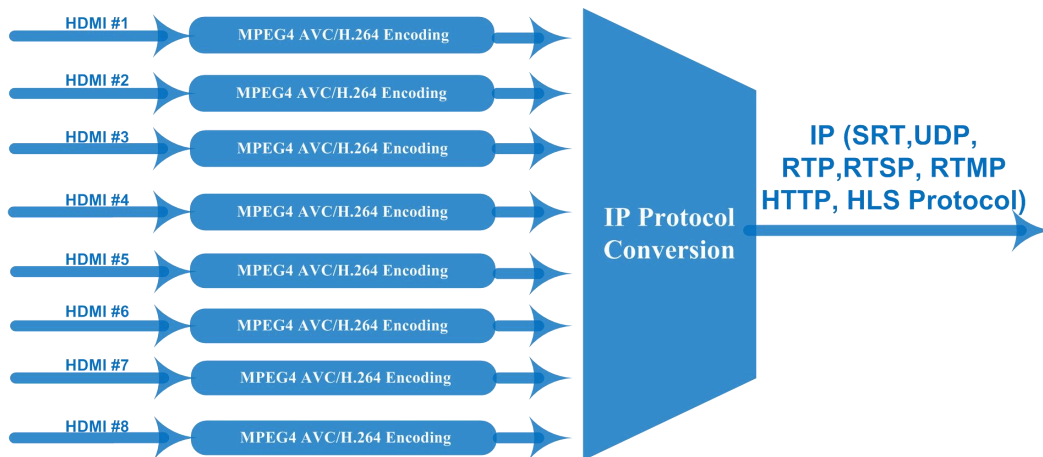 HDMI #1
MPEG4 AVC/H.264 Encoding
HDMI #2
MPEG4 AVC/H.264 Encoding
HDMI #3
MPEG4 AVC/H.264 Encoding
HDMI #4
MPEG4 AVC/H.264 Encoding
HDMI #5
MPEG4 AVC/H.264 Encoding
HDMI #6
MPEG4 AVC/H.264 Encoding
HDMI #7
MPEG4 AVC/H.264 Encoding
HDMI #8
MPEG4 AVC/H.264 Encoding
IP Protocol
Conversion
IP (SRT,UDP,
RTP,RTSP, RTMP
HTTP, HLS Protocol)